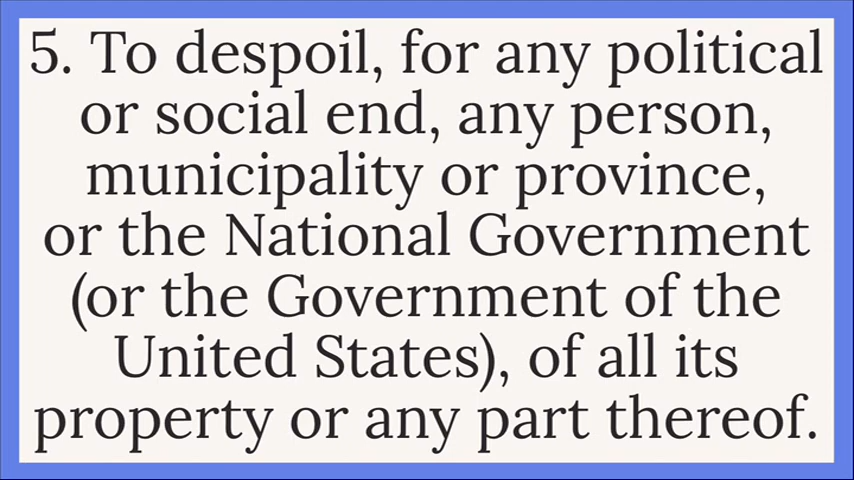 5. To despoil, for any political
or social end, any person,
municipality or province,
or the National Government
(or the Government of the
United States), of all its
property or any part thereof.